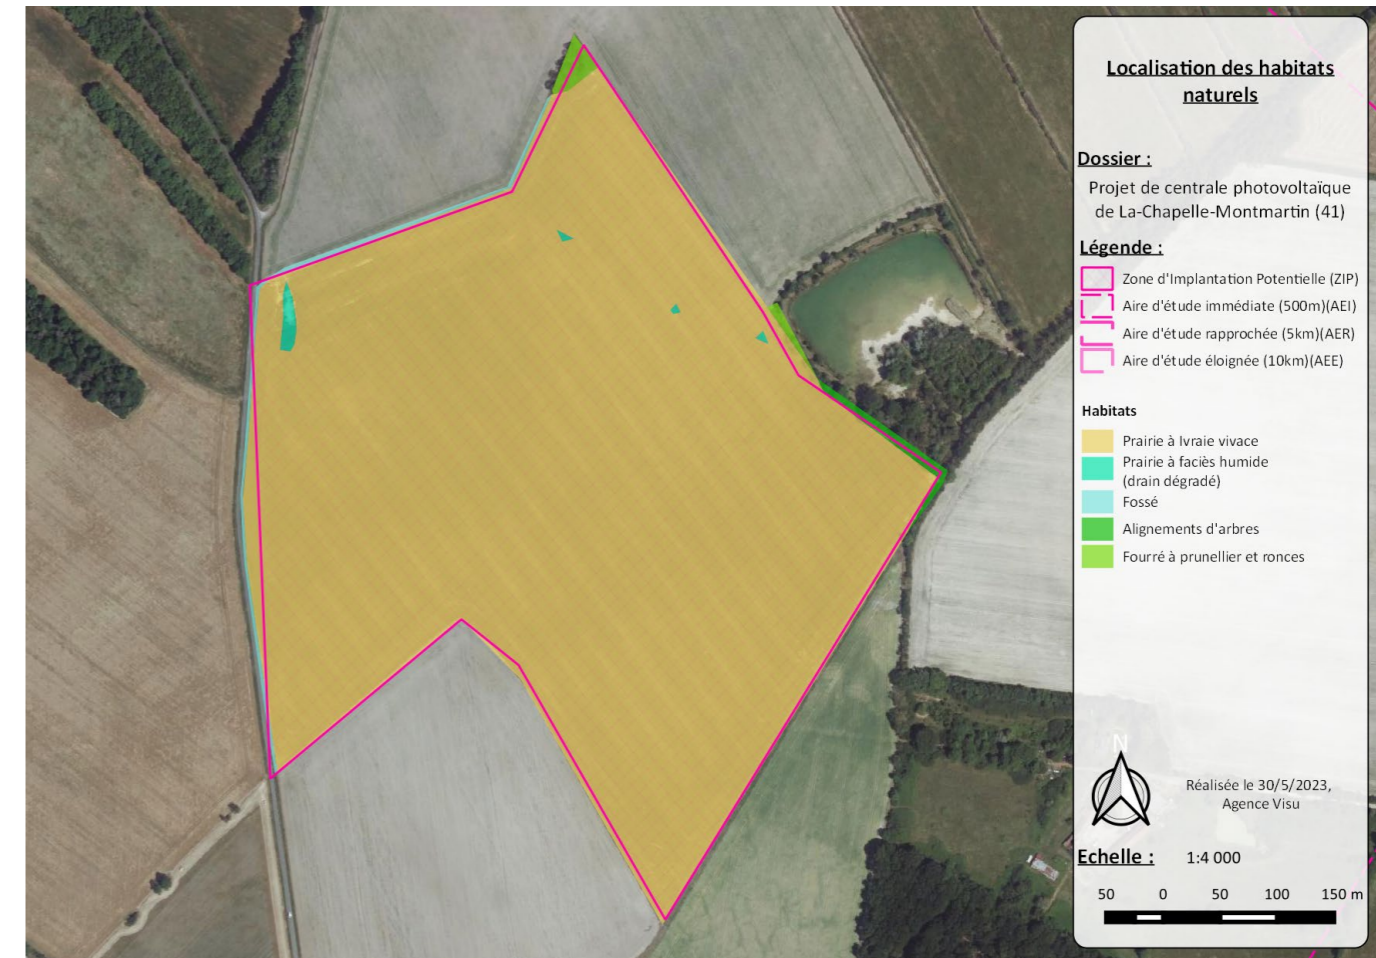 Localisation des habitats
naturels
Dossier :
Projet de centrale photovoltaïque
de La-Chapelle-Montmartin (41)
Légende :
Zone d'Implantation Potentielle (ZIP)
Aire d'étude immédiate (500m)(AEI)
Aire d'étude rapprochée (5km)(AER)
Aire d'étude éloignée (10km)(AEE)
Habitats
Prairie à Ivraie vivace
Prairie à faciès humide
(drain dégradé)
Fossé
Alignements d'arbres
Fourré à prunellier et ronces
N
Réalisée le 30/5/2023,
Agence Visu
Echelle : 1:4 000
50 0 50 100 150 m